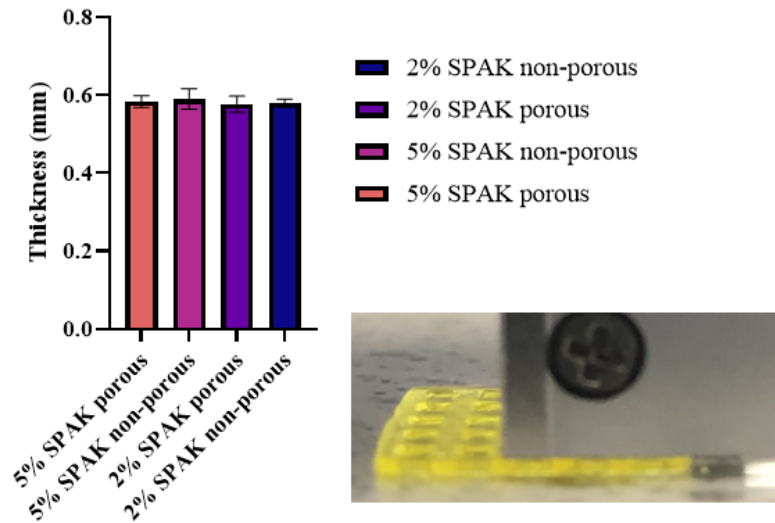 0.8
0.6
0.4
0.2
0.0
Thickness (mm)
5% SPAK porous
5% SPAK non-porous
2% SPAK porous
2% SPAK non-porous
2% SPAK non-porous
2% SPAK porous
5% SPAK non-porous
5% SPAK porous